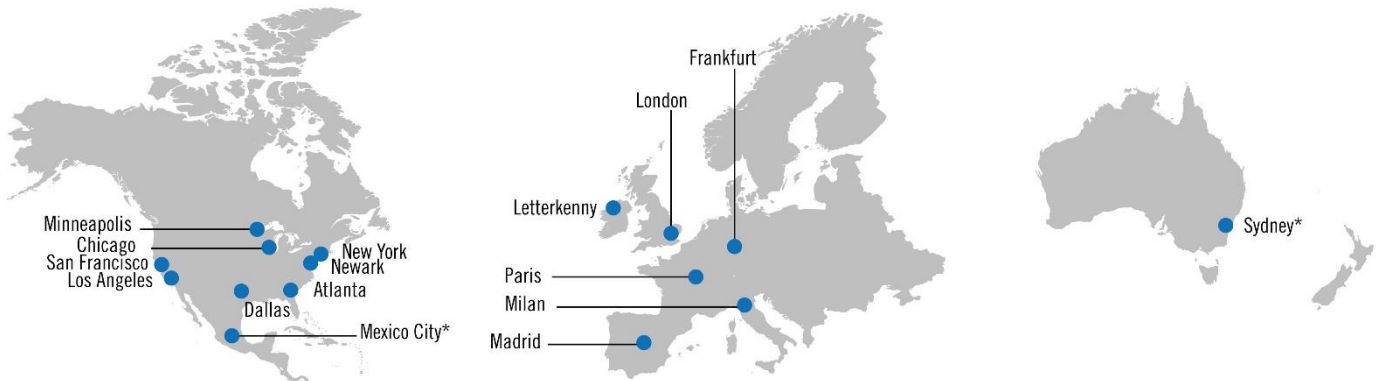 Minneapolis
Chicago
San Francisco
Los Angeles
New York
Newark
Atlanta
Dallas
Mexico City*
Frankfurt
London
Letterkenny
Paris
Milan
Madrid
Sydney*